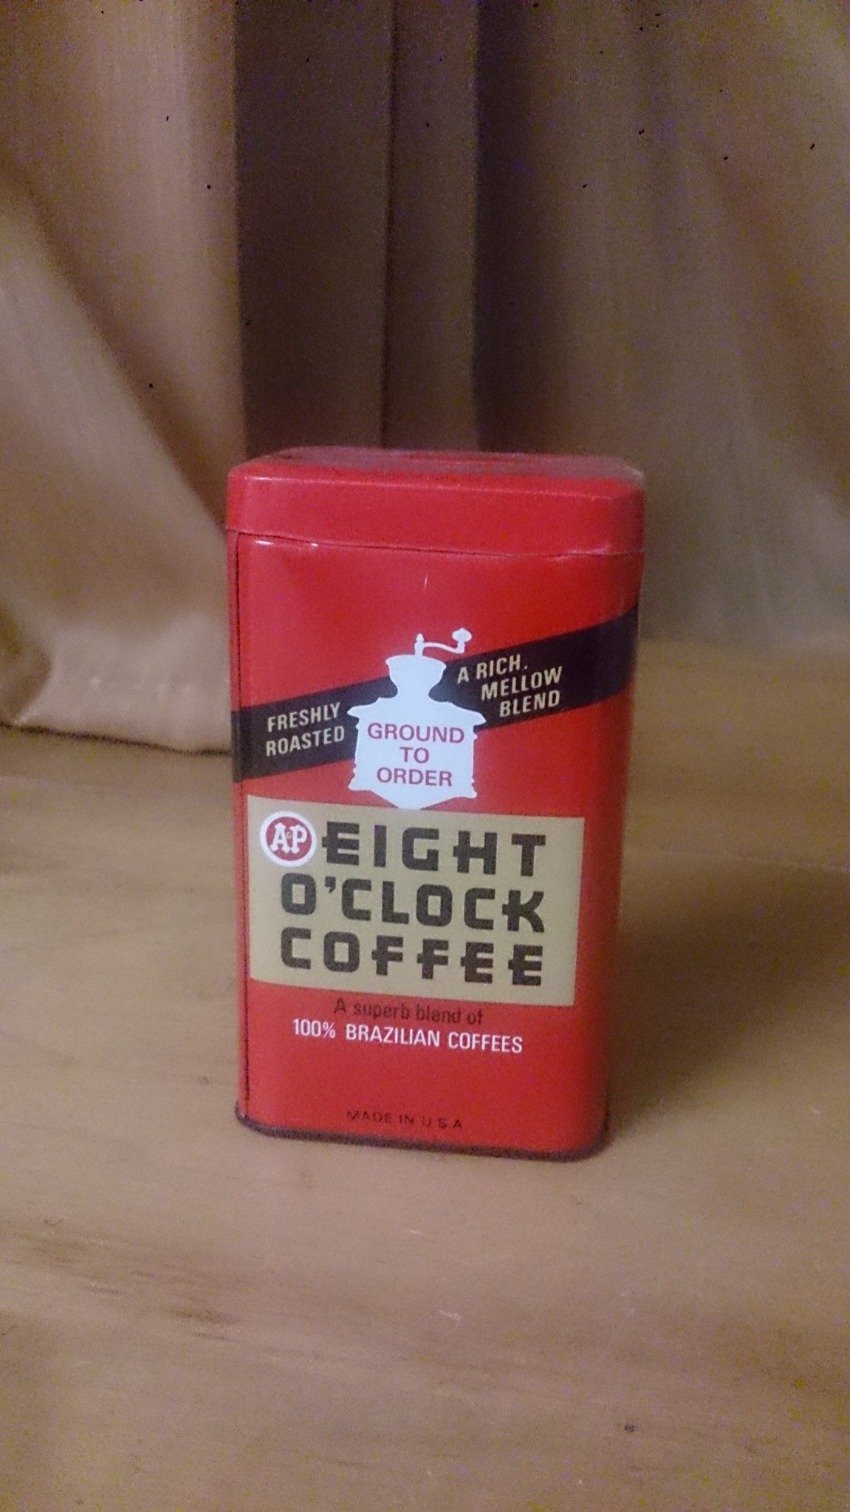 FRESHLY
ROASTED
A RICH,
MELLOW
BLEND
GROUND
TO
ORDER
A&P EIGHT
O'CLOCK
COFFEE
A superb blend of
100% BRAZILIAN COFFEES
MADE IN U.S.A